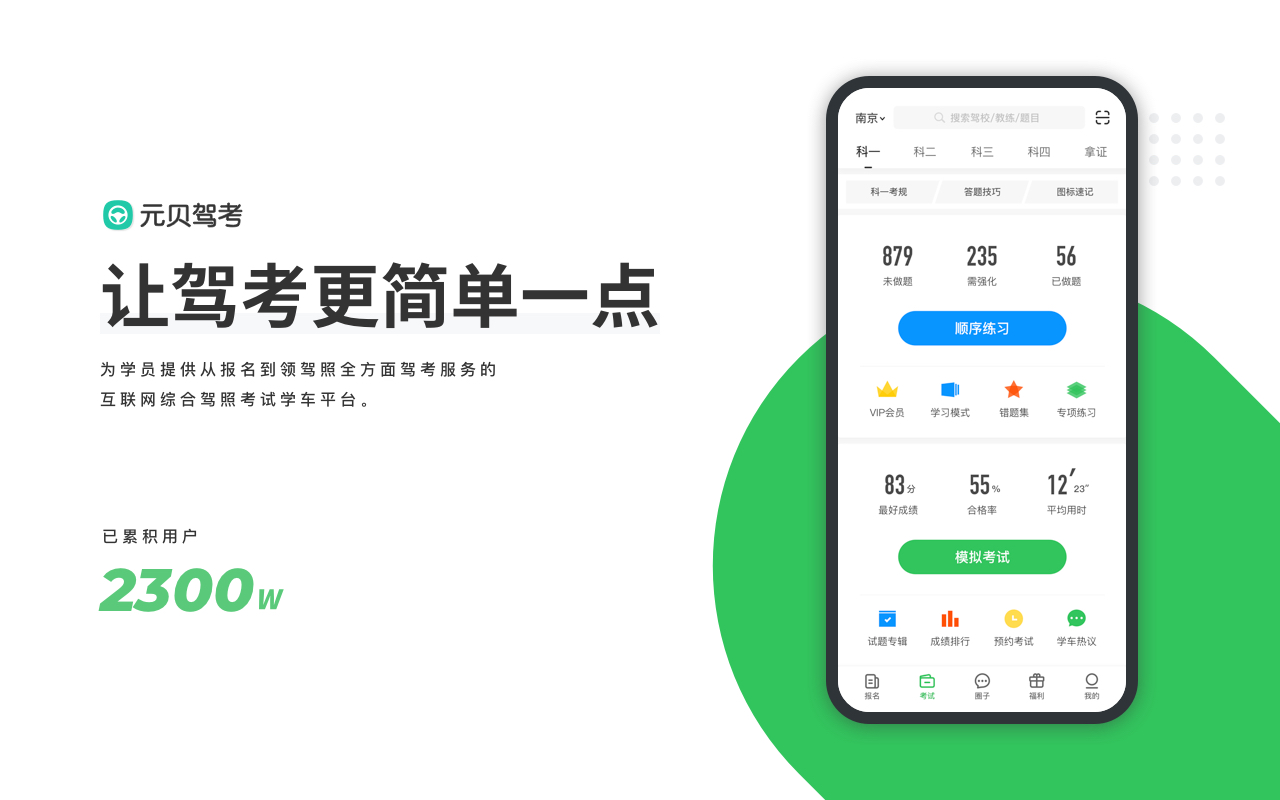 元贝驾考
让驾考更简单一点
为学员提供从报名到领驾照全方面驾考服务的
互联网综合驾照考试学车平台。
已累积用户
2300W
南京 搜索驾校/教练/题目
科一 科二 科三 科四 拿证
科一考规 答题技巧 图标速记
879 235 56
未做题 需强化 已做题
顺序练习
VIP会员 学习模式 错题集 专项练习
83分 55% 12′23″
最好成绩 合格率 平均用时
模拟考试
试题专辑 成绩排行 预约考试 学车热议
报名 考试 圈子 福利 我的